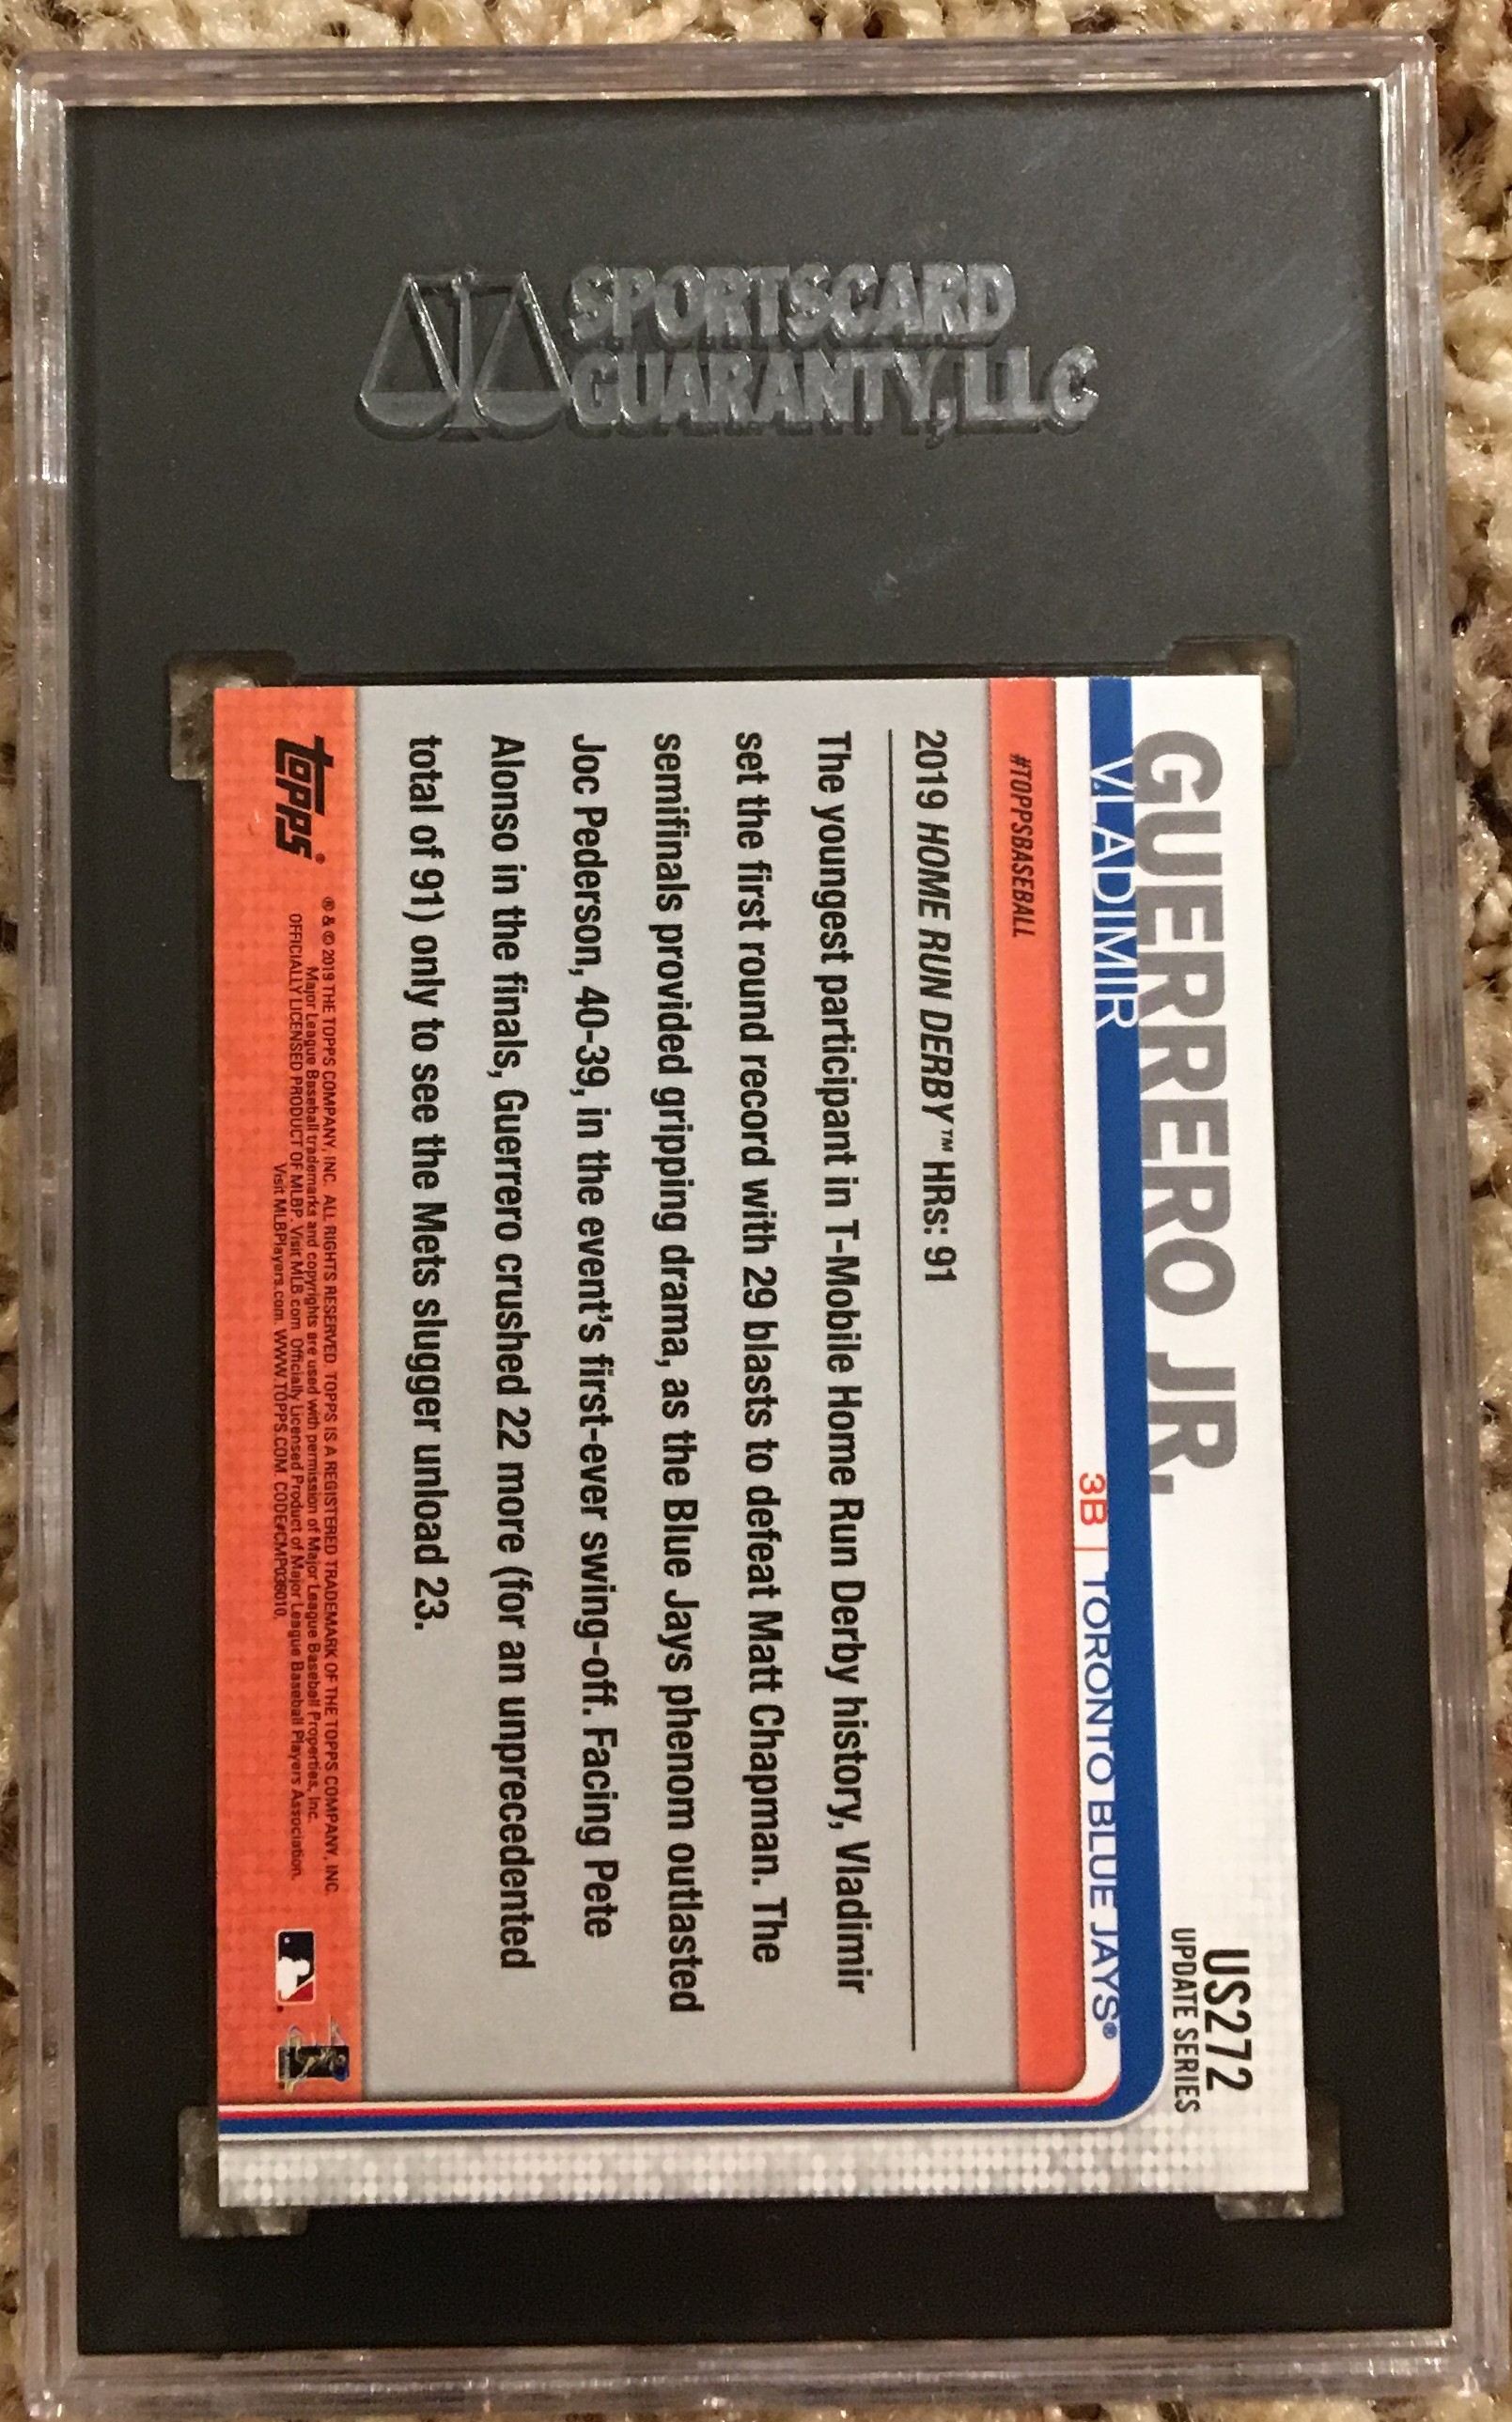 SPORTSCARD
GUARANTY, LLC
GUERRERO JR.
VLADIMIR
US272
UPDATE SERIES
3B | TORONTO BLUE JAYS®
#TOPPSBASEBALL
2019 HOME RUN DERBY™ HRs: 91
The youngest participant in T-Mobile Home Run Derby history, Vladimir
set the first round record with 29 blasts to defeat Matt Chapman. The
semifinals provided gripping drama, as the Blue Jays phenom outlasted
Joc Pederson, 40-39, in the event's first-ever swing-off. Facing Pete
Alonso in the finals, Guerrero crushed 22 more (for an unprecedented
total of 91) only to see the Mets slugger unload 23.
topps®
® & © 2019 THE TOPPS COMPANY, INC. ALL RIGHTS RESERVED. TOPPS IS A REGISTERED TRADEMARK OF THE TOPPS COMPANY, INC.
Major League Baseball trademarks and copyrights are used with permission of Major League Baseball Properties, Inc.
OFFICIALLY LICENSED PRODUCT OF MLBP. Visit MLB.com. Officially Licensed Product of Major League Baseball Players Association.
Visit MLBPlayers.com. WWW.TOPPS.COM. CODE#CMP036010.